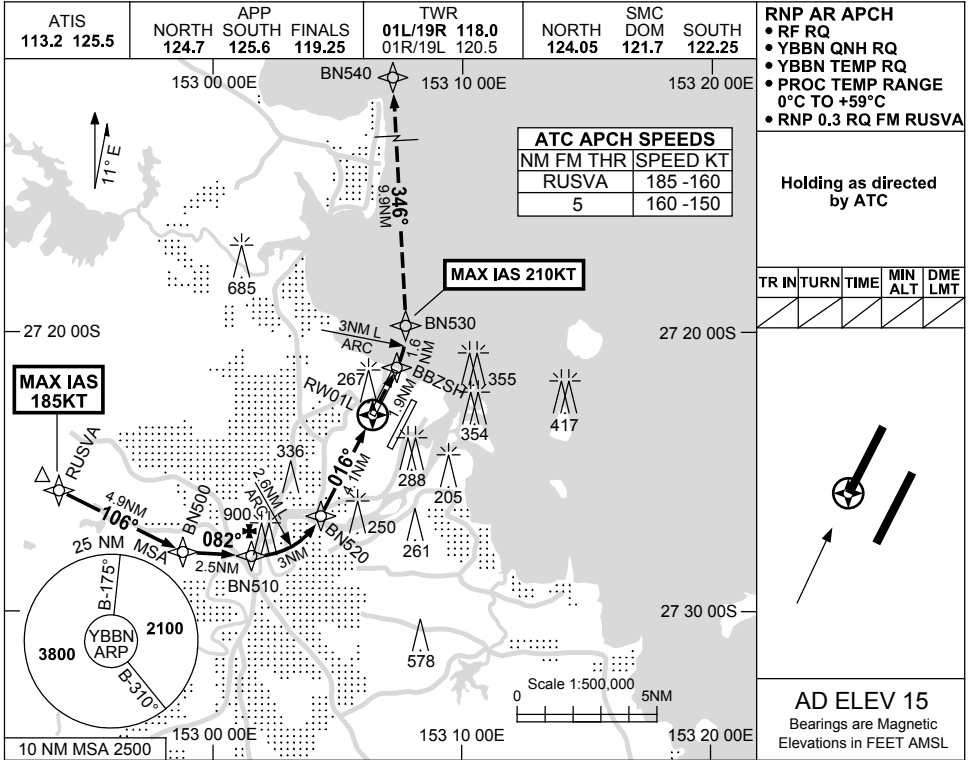 ATIS
113.2 125.5
APP
NORTH SOUTH FINALS
124.7 125.6 119.25
TWR
01L/19R 118.0
01R/19L 120.5
SMC
NORTH DOM SOUTH
124.05 121.7 122.25
RNP AR APCH
• RF RQ
• YBBN QNH RQ
• YBBN TEMP RQ
• PROC TEMP RANGE
0°C TO +59°C
• RNP 0.3 RQ FM RUSVA
Holding as directed
by ATC
TR IN TURN TIME MIN ALT DME LMT
153 00 00E
BN540
153 10 00E
153 20 00E
11° E
ATC APCH SPEEDS
NM FM THR SPEED KT
RUSVA 185 -160
5 160 -150
346°
9.9NM
685
MAX IAS 210KT
27 20 00S
BN530
27 20 00S
3NM L
ARC
1.6
NM
BBZSH
267
355
RW01L
1.9NM
354
417
MAX IAS
185KT
RUSVA
336
288
205
016°
4.1NM
4.9NM
106°
BN500
2.6NM L
ARC
900
082°
250
261
BN520
3NM
2.5NM
BN510
25 NM MSA
B-175°
3800
YBBN
ARP
2100
B-310°
27 30 00S
578
Scale 1:500,000
0 5NM
10 NM MSA 2500
153 00 00E
153 10 00E
153 20 00E
AD ELEV 15
Bearings are Magnetic
Elevations in FEET AMSL